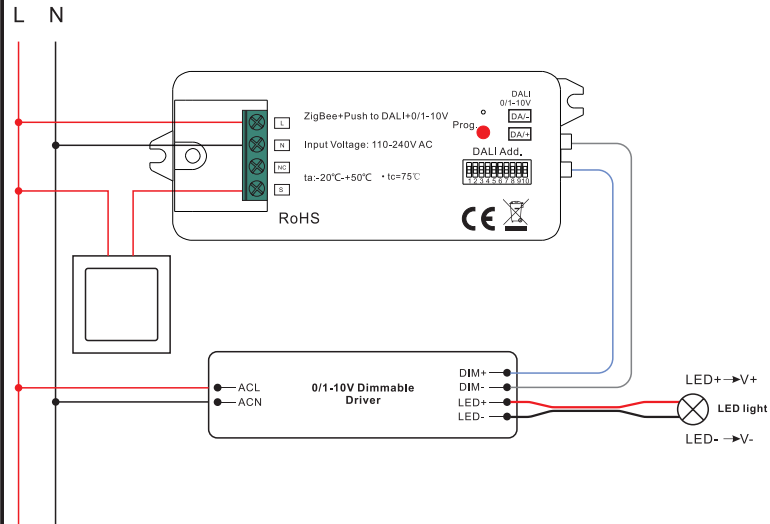 L N
DALI
0/1-10V
L
ZigBee+Push to DALI+0/1-10V
DA/-
Prog.
N
Input Voltage: 110-240V AC
DA/+
DALI Add.
NC
ta:-20℃-+50℃ • tc=75℃
1 2 3 4 5 6 7 8 9 10
S
RoHS
CE
DIM+
ACL
0/1-10V Dimmable
DIM-
ACN
Driver
LED+
LED-
LED+→V+
LED light
LED- →V-